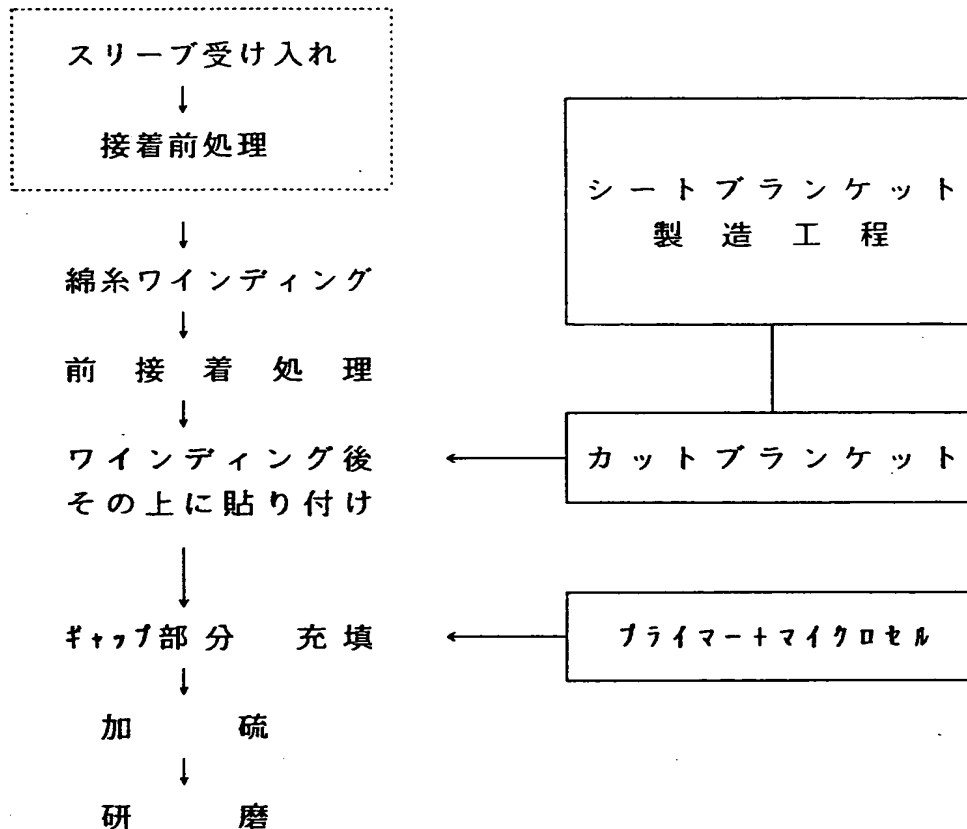 スリーブ受け入れ
↓
接着前処理
↓
綿糸ワインディング
↓
前接着処理
↓
ワインディング後
その上に貼り付け
↓
ギャップ部分 充填
↓
加硫
↓
研磨
シートブランケット
製造工程
カットブランケット
プライマー+マイクロセル